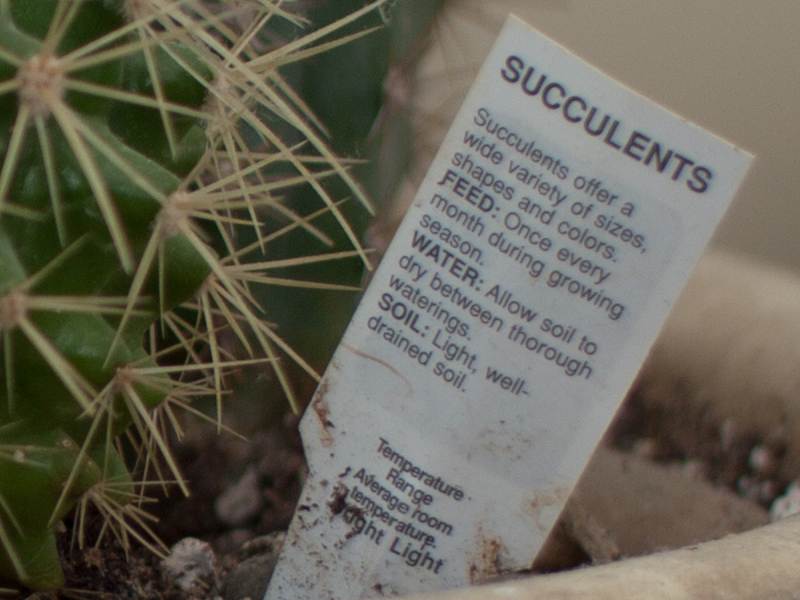 SUCCULENTS
Succulents offer a
wide variety of sizes,
shapes and colors.
FEED: Once every
month during growing
season.
WATER: Allow soil to
dry between thorough
waterings.
SOIL: Light, well-
drained soil.
Temperature
Range
Average room
temperature.
Light